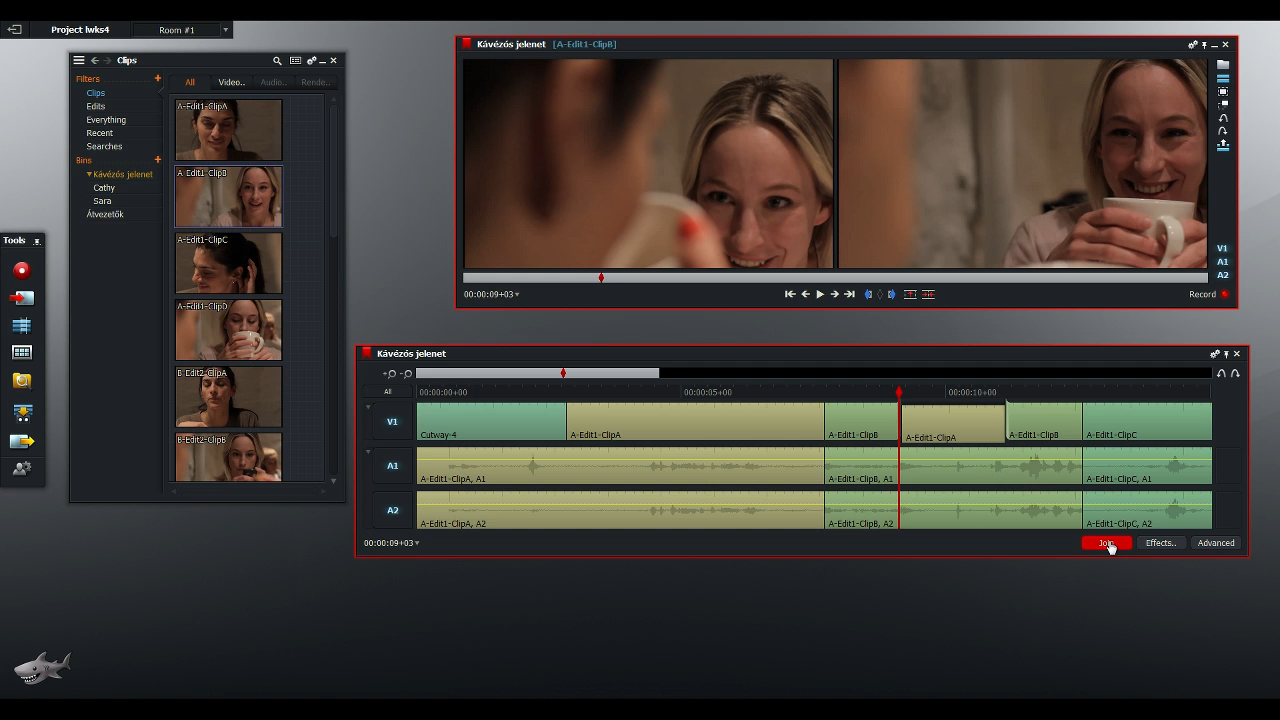 Project lwks4
Room #1
Clips
Filters +
Clips
Edits
Everything
Recent
Searches
Bins +
Kávézós jelenet
Cathy
Sara
Átvezetők
All
Video..
Audio..
Rende..
A-Edit1-ClipA
A-Edit1-ClipB
A-Edit1-ClipC
A-Edit1-ClipD
B-Edit2-ClipA
B-Edit2-ClipB
Tools
Kávézós jelenet [A-Edit1-ClipB]
V1
A1
A2
00:00:09+03
Record
Kávézós jelenet
All
00:00:00+00
00:00:05+00
00:00:10+00
V1
Cutway-4
A-Edit1-ClipA
A-Edit1-ClipB
A-Edit1-ClipA
A-Edit1-ClipB
A-Edit1-ClipC
A1
A-Edit1-ClipA, A1
A-Edit1-ClipB, A1
A-Edit1-ClipC, A1
A2
A-Edit1-ClipA, A2
A-Edit1-ClipB, A2
A-Edit1-ClipC, A2
00:00:09+03
Join
Effects..
Advanced